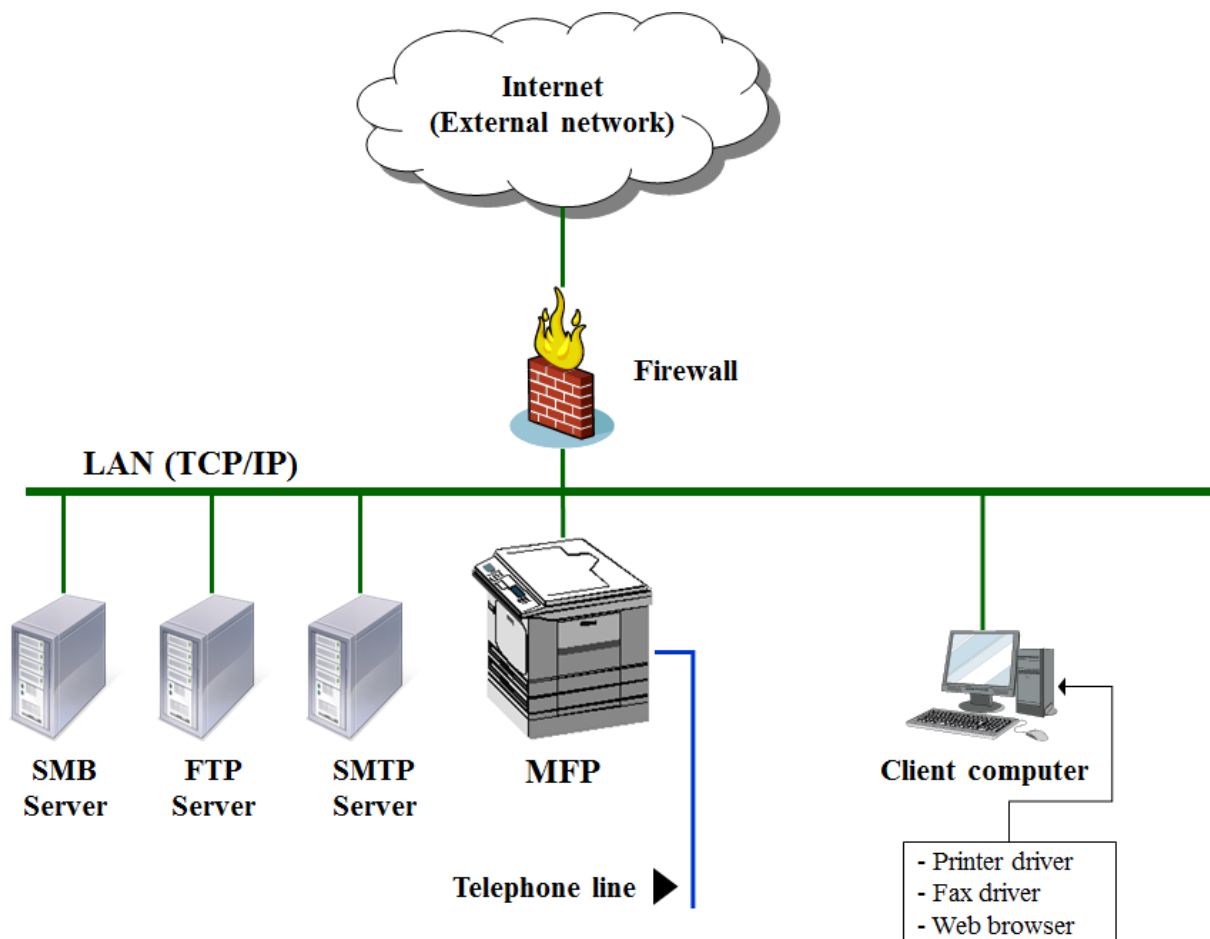 Internet
(External network)
Firewall
LAN (TCP/IP)
SMB
Server
FTP
Server
SMTP
Server
MFP
Client computer
Telephone line
- Printer driver
- Fax driver
- Web browser